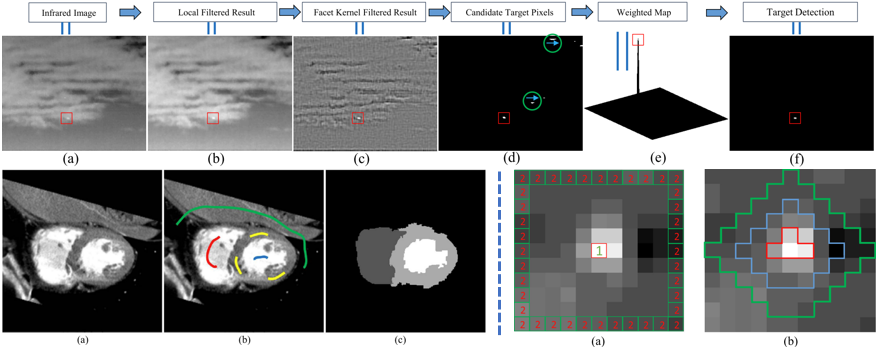 Infrared Image
Local Filtered Result
Facet Kernel Filtered Result
Candidate Target Pixels
Weighted Map
Target Detection
(a)
(b)
(c)
(d)
(e)
(f)
2 2 2 2 2 2 2 2 2 2 2
2 2
2 2
2 2
2 2
2 1 2
2 2
2 2
2 2
2 2
2 2 2 2 2 2 2 2 2 2 2
(a)
(b)
(c)
(a)
(b)